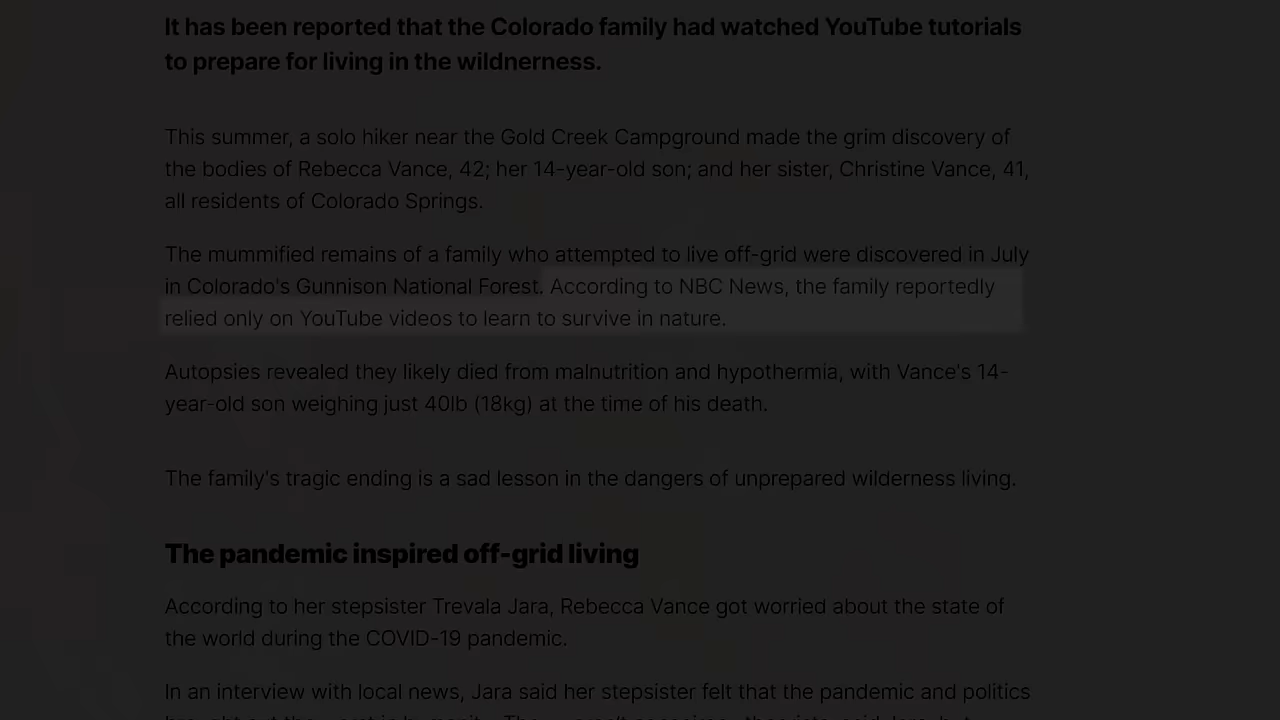 It has been reported that the Colorado family had watched YouTube tutorials
to prepare for living in the wildnerness.
This summer, a solo hiker near the Gold Creek Campground made the grim discovery of
the bodies of Rebecca Vance, 42; her 14-year-old son; and her sister, Christine Vance, 41,
all residents of Colorado Springs.
The mummified remains of a family who attempted to live off-grid were discovered in July
in Colorado's Gunnison National Forest. According to NBC News, the family reportedly
relied only on YouTube videos to learn to survive in nature.
Autopsies revealed they likely died from malnutrition and hypothermia, with Vance's 14-
year-old son weighing just 40lb (18kg) at the time of his death.
The family's tragic ending is a sad lesson in the dangers of unprepared wilderness living.
The pandemic inspired off-grid living
According to her stepsister Trevala Jara, Rebecca Vance got worried about the state of
the world during the COVID-19 pandemic.
In an interview with local news, Jara said her stepsister felt that the pandemic and politics